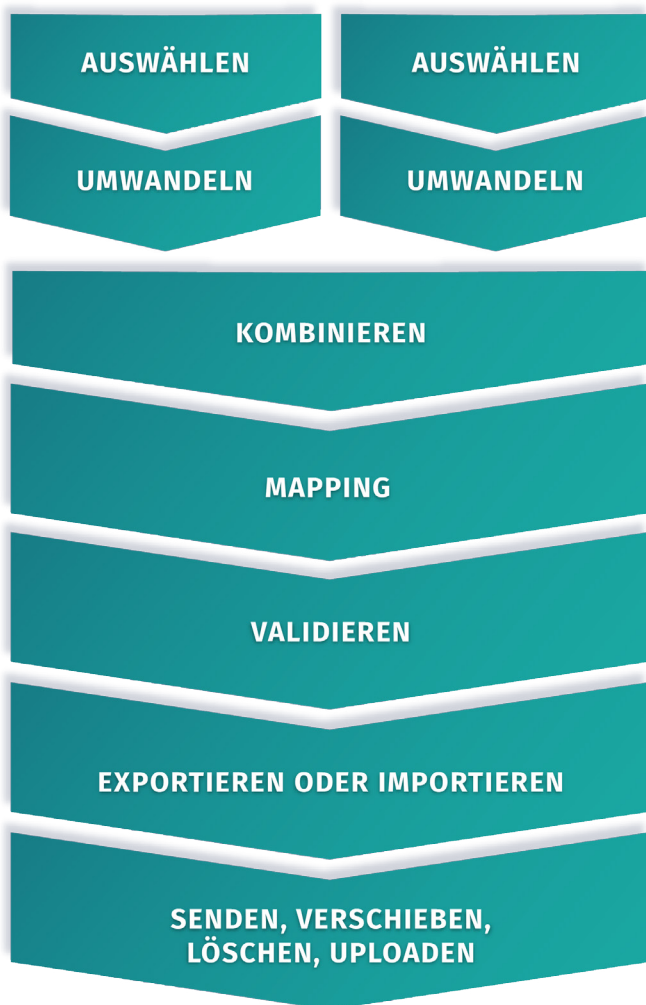 AUSWÄHLEN
AUSWÄHLEN
UMWANDELN
UMWANDELN
KOMBINIEREN
MAPPING
VALIDIEREN
EXPORTIEREN ODER IMPORTIEREN
SENDEN, VERSCHIEBEN,
LÖSCHEN, UPLOADEN